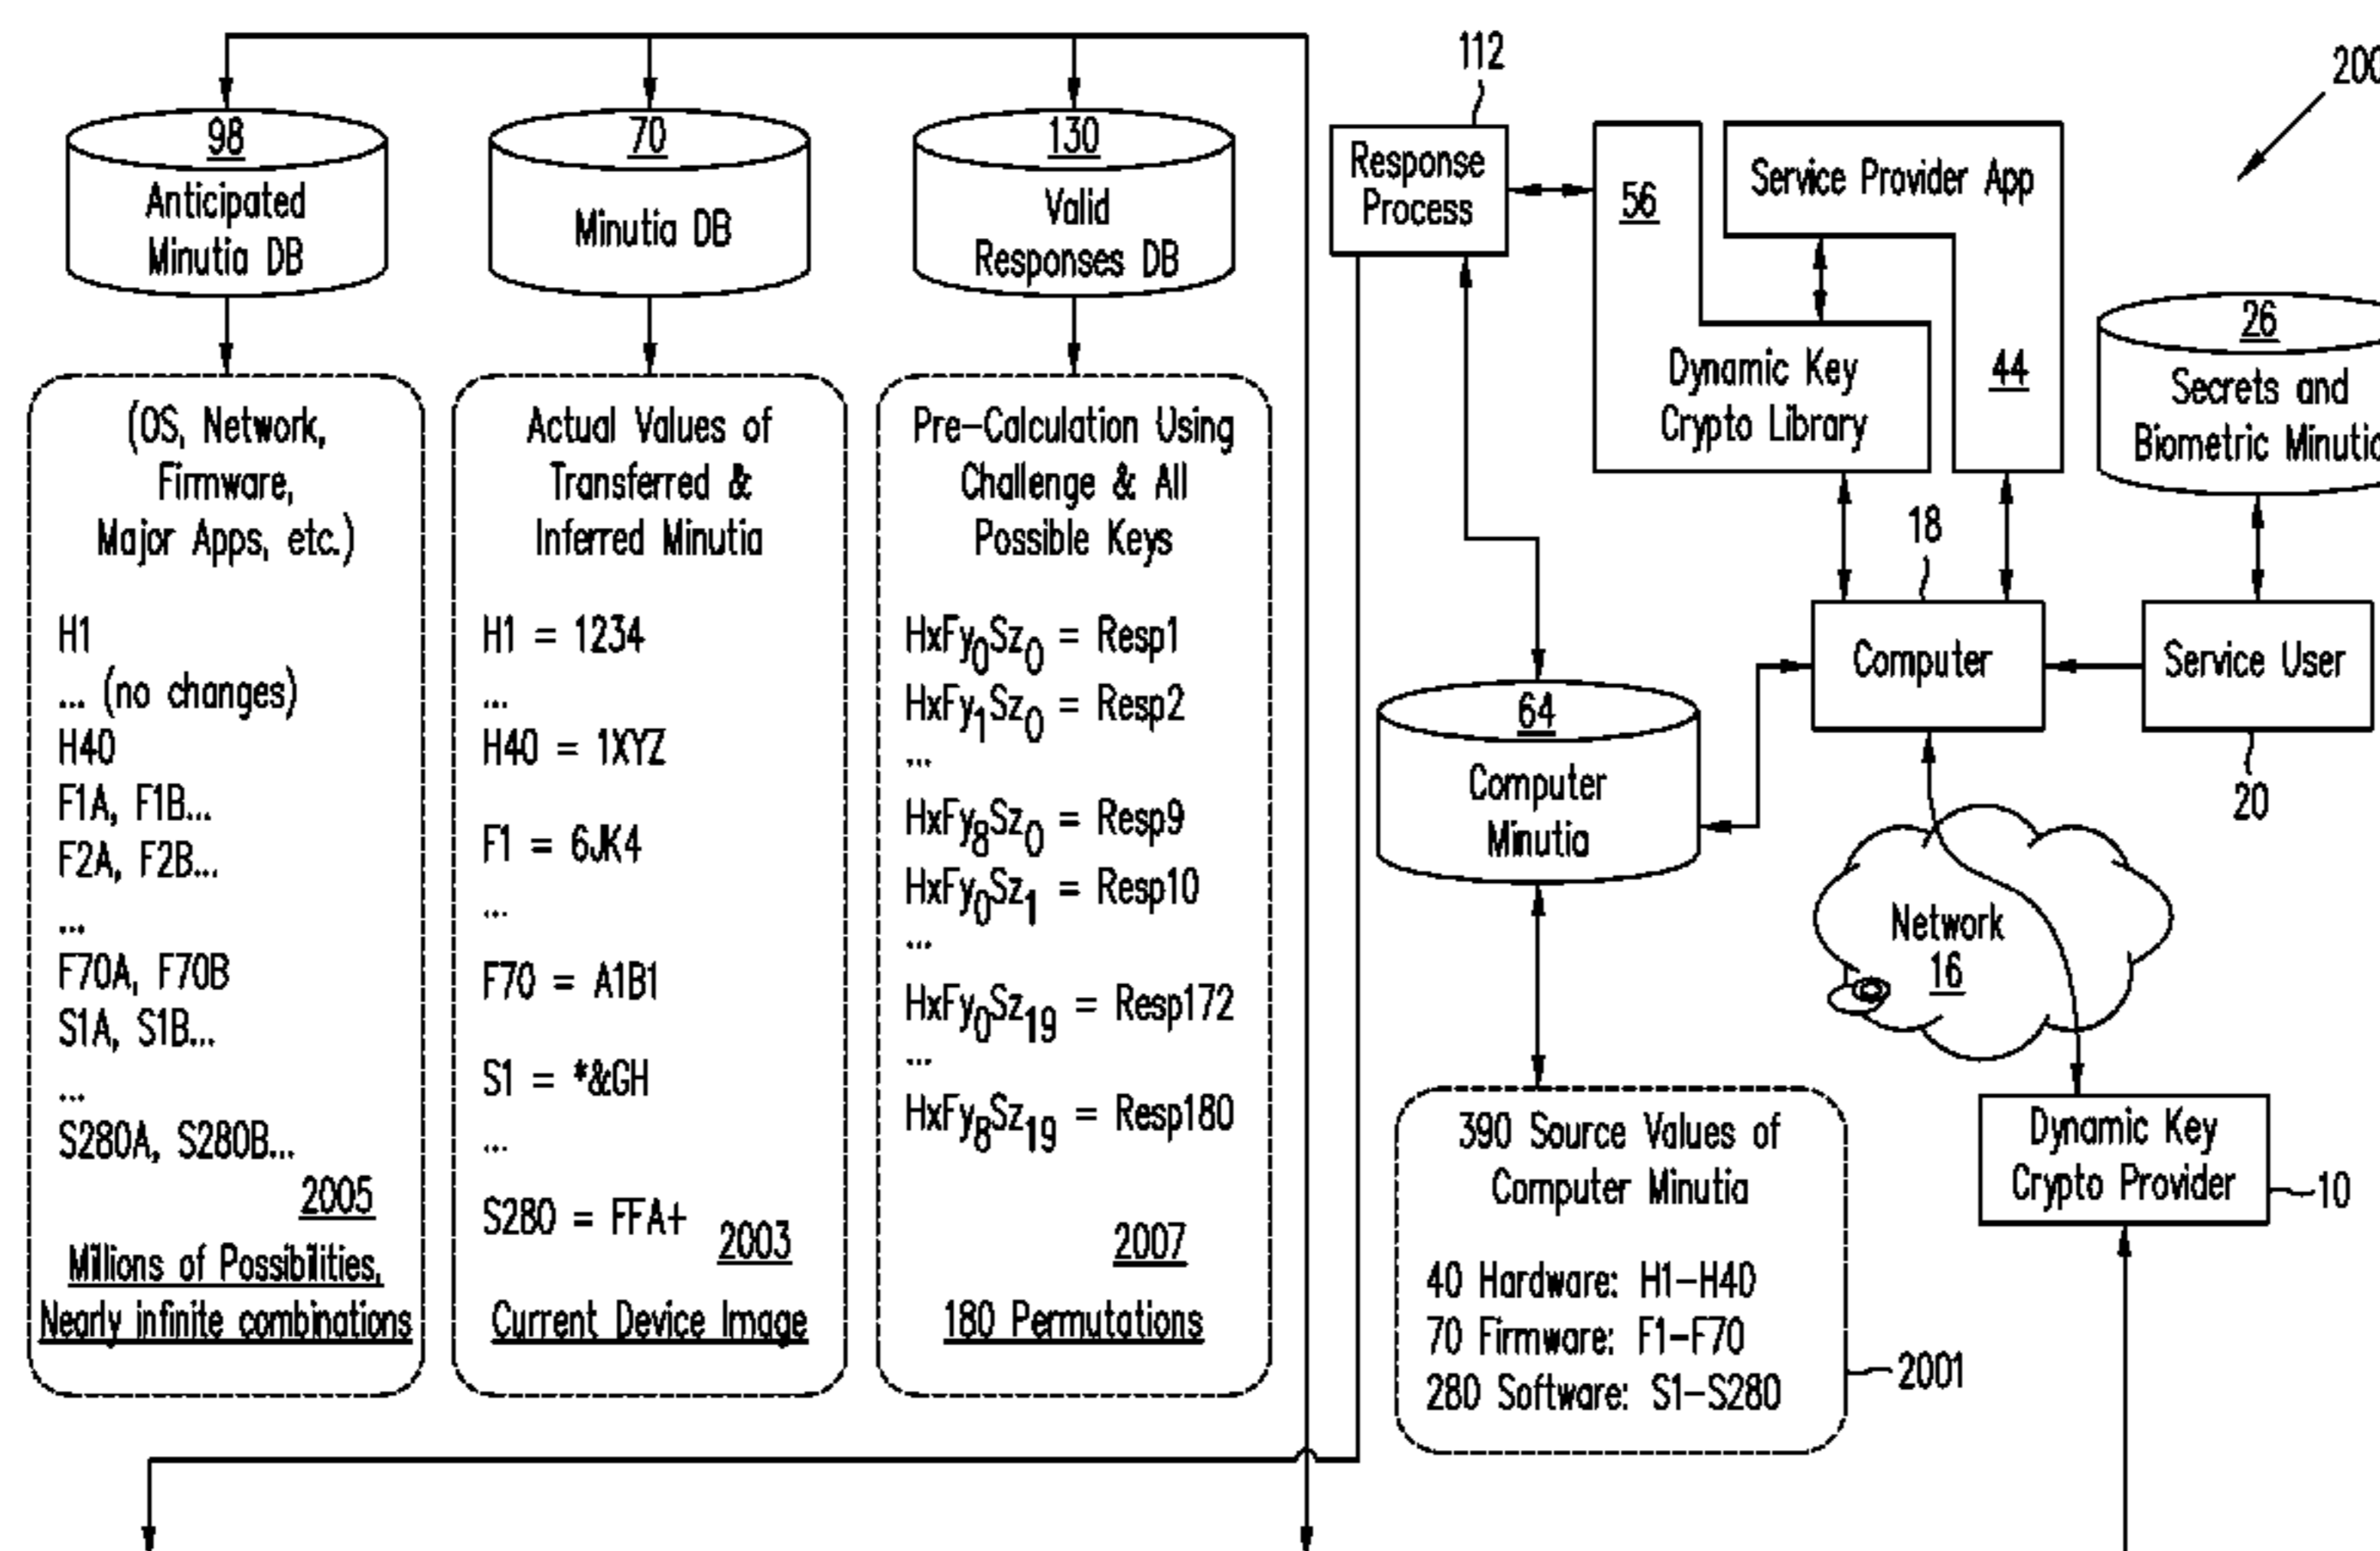 98
Anticipated
Minutia DB
(OS, Network,
Firmware,
Major Apps, etc.)
H1
... (no changes)
H40
F1A, F1B...
F2A, F2B...
...
F70A, F70B
S1A, S1B...
...
S280A, S280B...
2005
Millions of Possibilities,
Nearly infinite combinations
70
Minutia DB
Actual Values of
Transferred &
Inferred Minutia
H1 = 1234
...
H40 = 1XYZ
F1 = 6JK4
...
F70 = A1B1
S1 = *&GH
...
S280 = FFA+
2003
Current Device Image
130
Valid
Responses DB
Pre-Calculation Using
Challenge & All
Possible Keys
HxFy0Sz0 = Resp1
HxFy1Sz0 = Resp2
...
HxFy8Sz0 = Resp9
HxFy0Sz1 = Resp10
...
HxFy0Sz19 = Resp172
...
HxFy8Sz19 = Resp180
2007
180 Permutations
112
Response
Process
56
Dynamic Key
Crypto Library
Service Provider App
44
200
26
Secrets and
Biometric Minutia
18
Computer
Service User
20
64
Computer
Minutia
Network
16
Dynamic Key
Crypto Provider
10
390 Source Values of
Computer Minutia
40 Hardware: H1-H40
70 Firmware: F1-F70
280 Software: S1-S280
2001